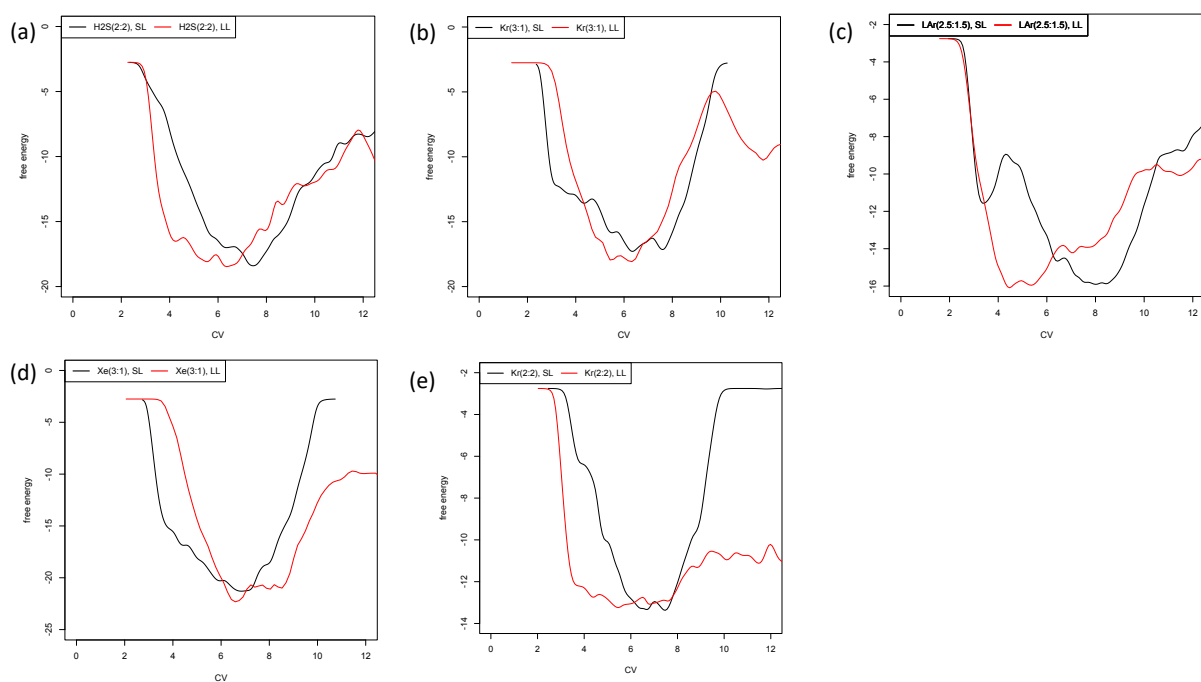 (a)
H2S(2:2), SL H2S(2:2), LL
free energy
0
-5
-10
-15
-20
0 2 4 6 8 10 12
CV
(b)
Kr(3:1), SL Kr(3:1), LL
free energy
0
-5
-10
-15
-20
0 2 4 6 8 10 12
CV
(c)
LAr(2.5:1.5), SL LAr(2.5:1.5), LL
free energy
-2
-4
-6
-8
-10
-12
-14
-16
0 2 4 6 8 10 12
CV
(d)
Xe(3:1), SL Xe(3:1), LL
free energy
0
-5
-10
-15
-20
-25
0 2 4 6 8 10 12
CV
(e)
Kr(2:2), SL Kr(2:2), LL
free energy
-2
-4
-6
-8
-10
-12
-14
0 2 4 6 8 10 12
CV